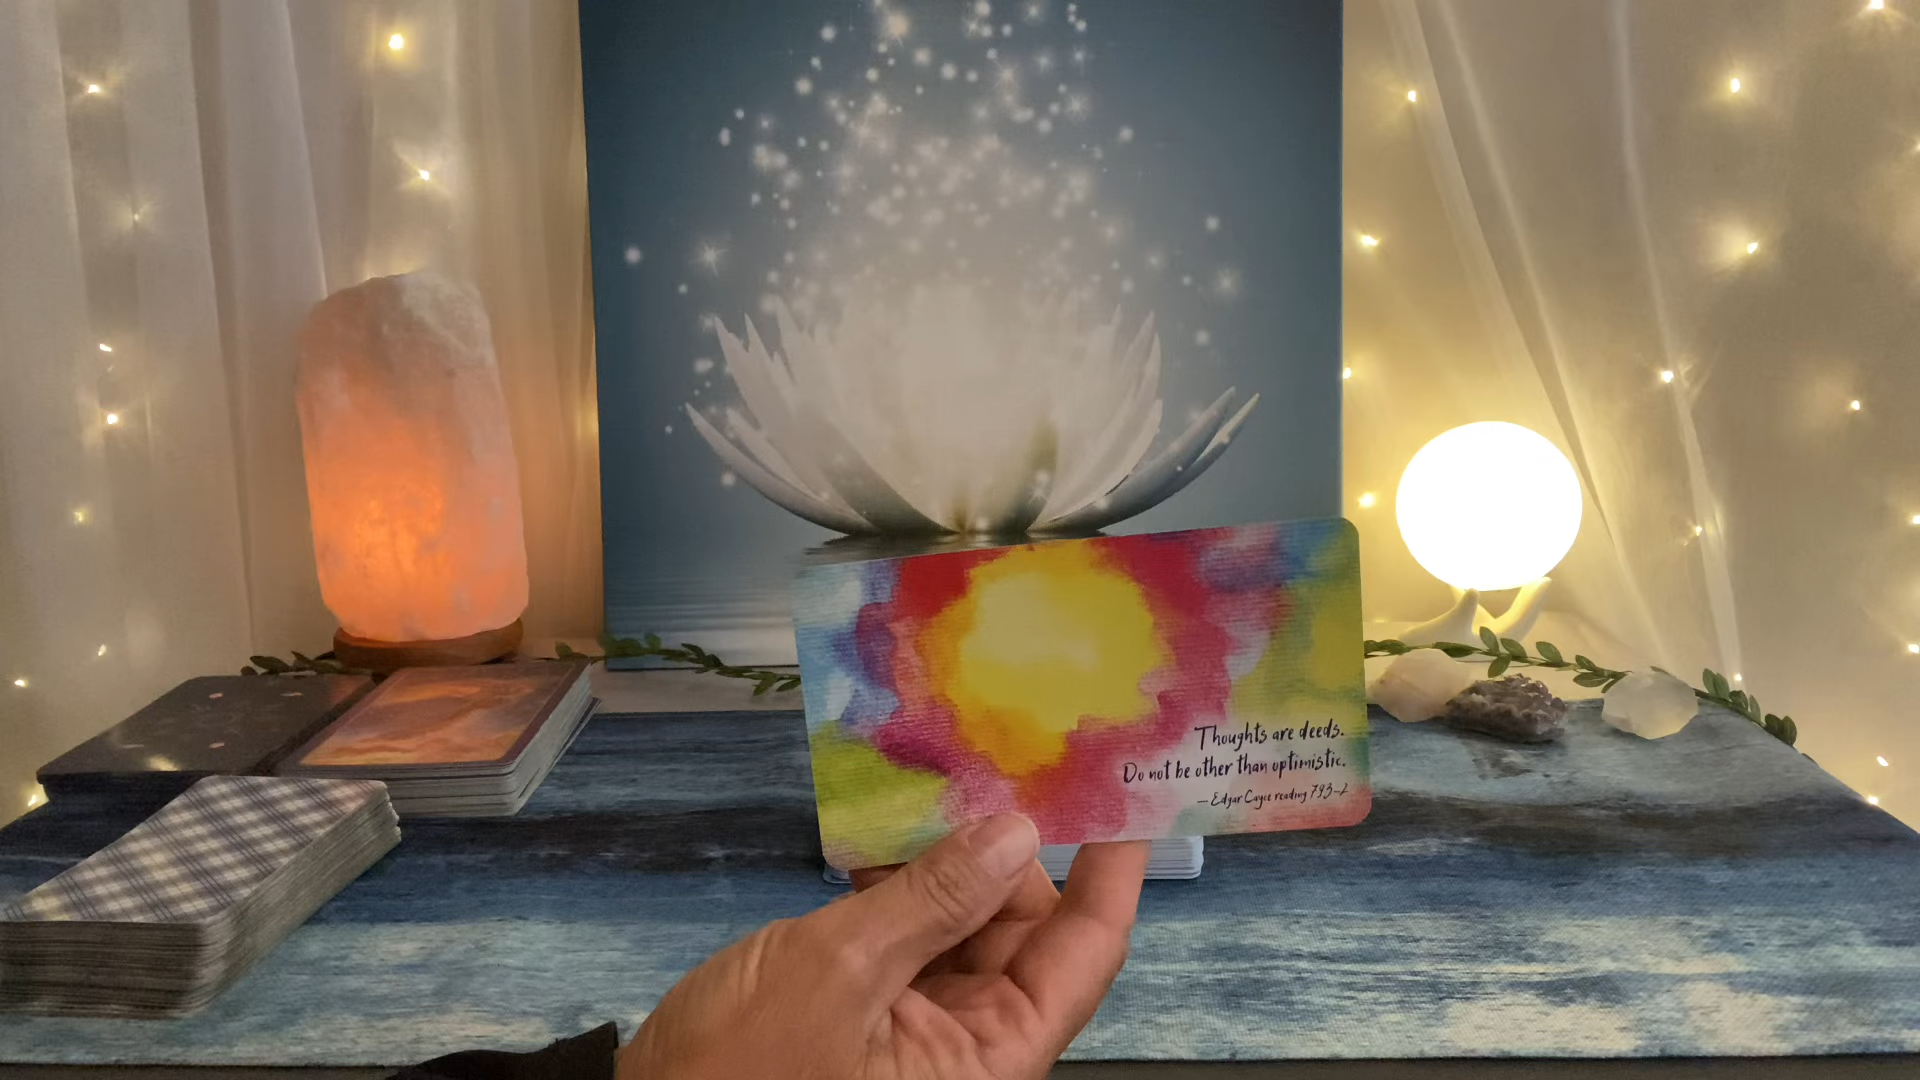 Thoughts are deeds.
Do not be other than optimistic.
— Edgar Cayce reading 793-2